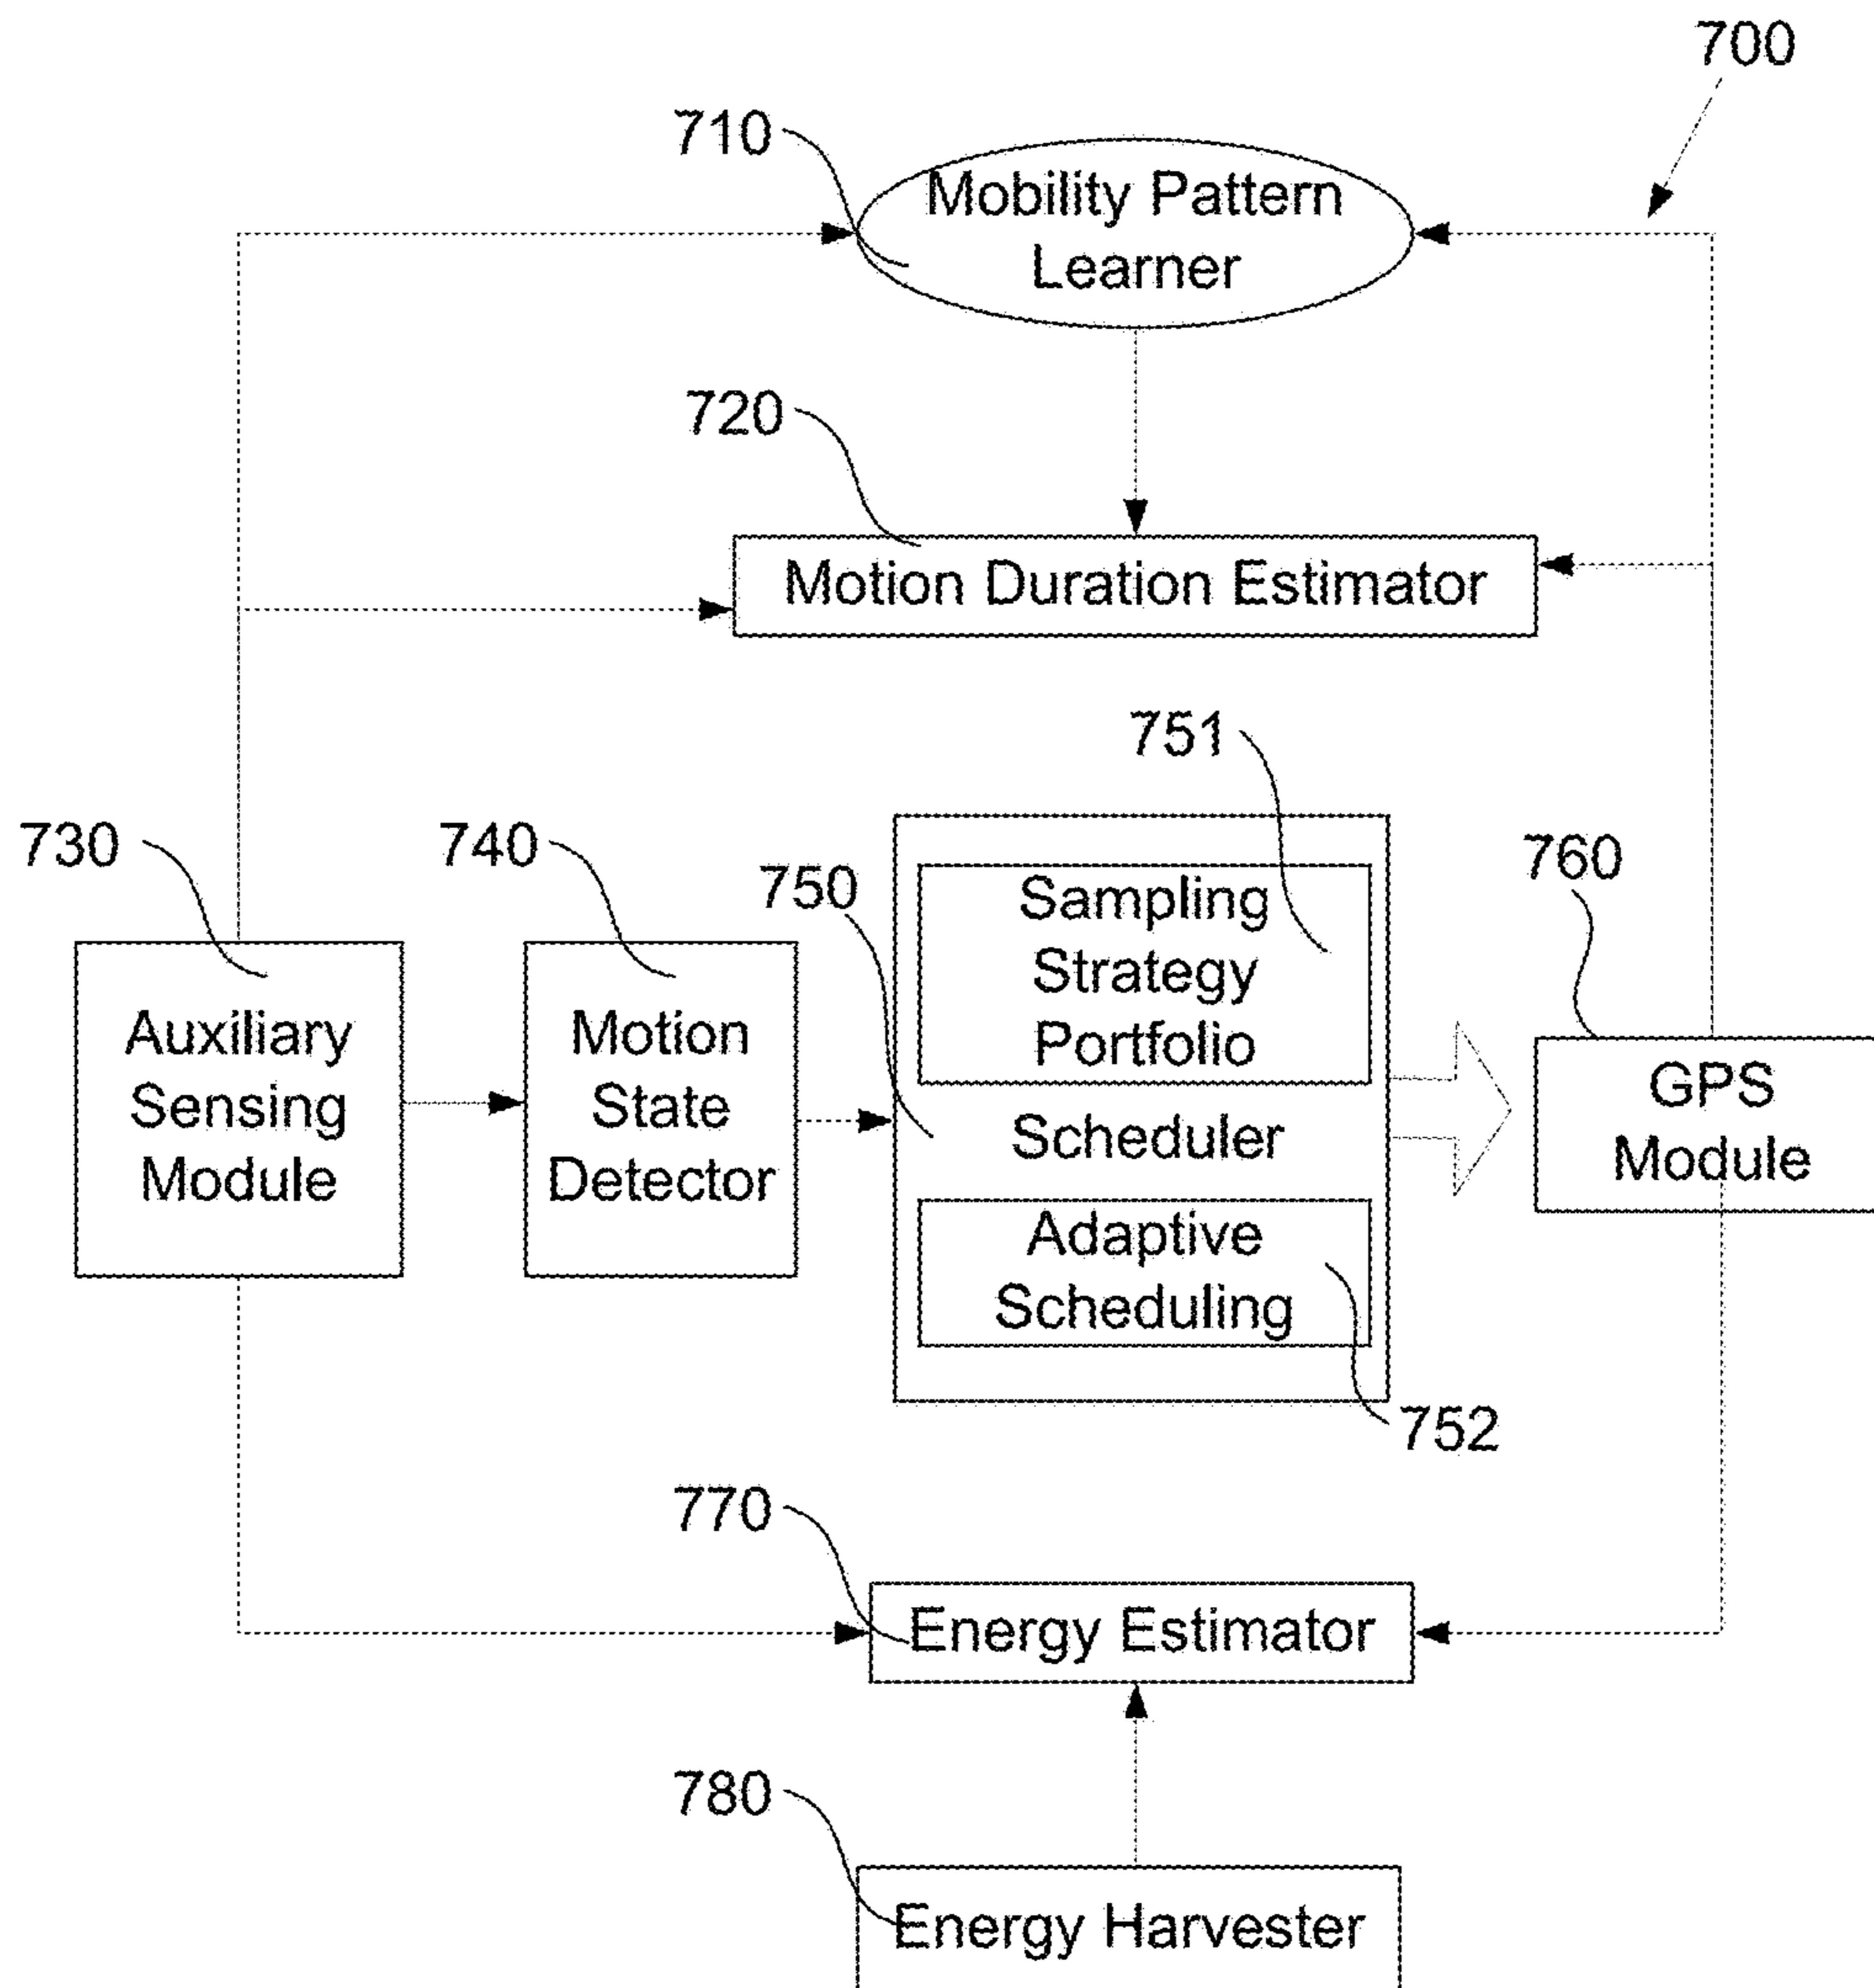 700
710
Mobility Pattern
Learner
720
Motion Duration Estimator
751
730
740
750
760
Sampling
Strategy
Portfolio
Auxiliary
Sensing
Module
Motion
State
Detector
Scheduler
GPS
Module
Adaptive
Scheduling
752
770
Energy Estimator
780
Energy Harvester